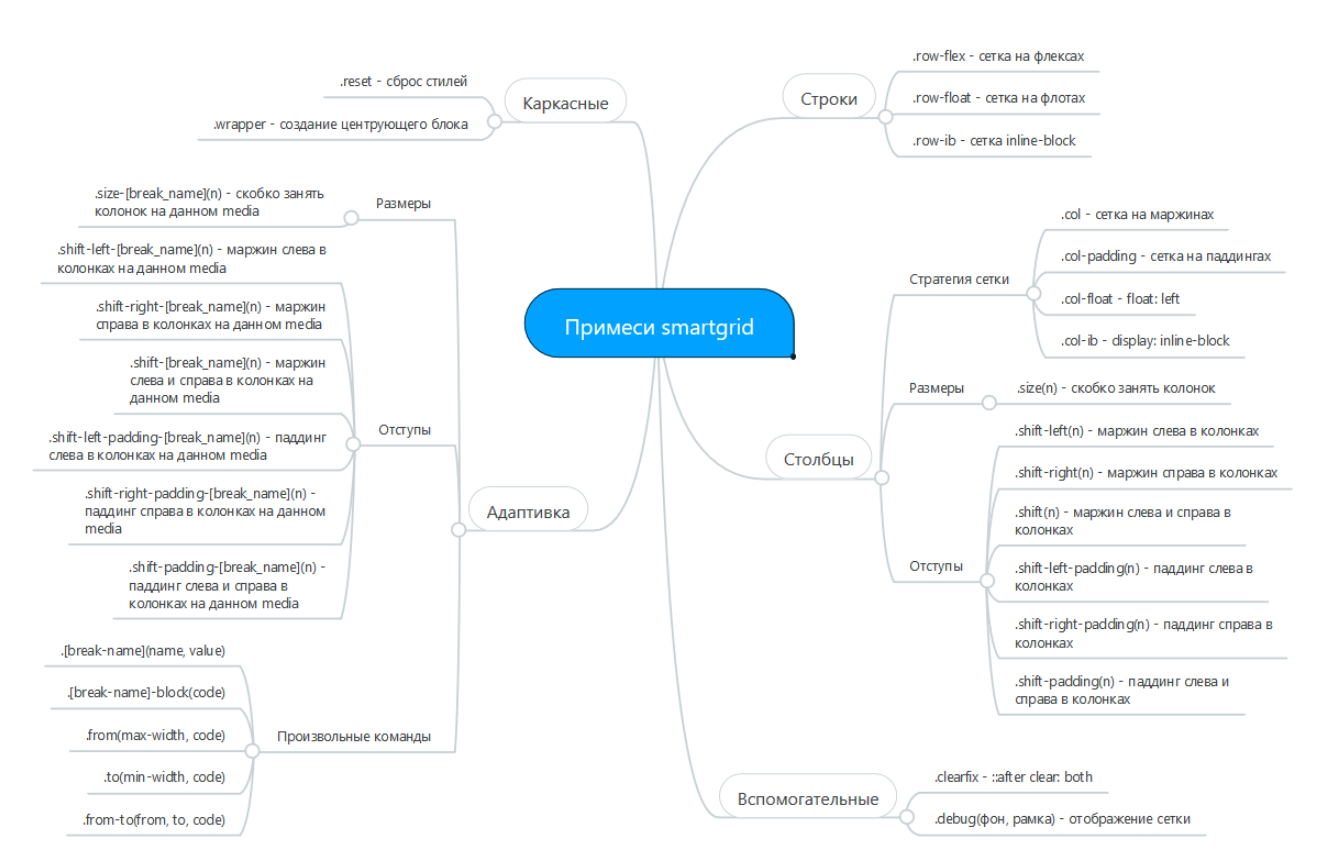 Примеси smartgrid
Каркасные
.reset - сброс стилей
.wrapper - создание центрующего блока
Адаптивка
Размеры
.size-[break_name](n) - скобко занять
колонок на данном media
Отступы
.shift-left-[break_name](n) - маржин слева в
колонках на данном media
.shift-right-[break_name](n) - маржин
справа в колонках на данном media
.shift-[break_name](n) - маржин
слева и справа в колонках на
данном media
.shift-left-padding-[break_name](n) - паддинг
слева в колонках на данном media
.shift-right-padding-[break_name](n) -
паддинг справа в колонках на данном
media
.shift-padding-[break_name](n) -
паддинг слева и справа в
колонках на данном media
Произвольные команды
.[break-name](name, value)
.[break-name]-block(code)
.from(max-width, code)
.to(min-width, code)
.from-to(from, to, code)
Строки
.row-flex - сетка на флексах
.row-float - сетка на флотах
.row-ib - сетка inline-block
Столбцы
Стратегия сетки
.col - сетка на маржинах
.col-padding - сетка на паддингах
.col-float - float: left
.col-ib - display: inline-block
Размеры
.size(n) - скобко занять колонок
Отступы
.shift-left(n) - маржин слева в колонках
.shift-right(n) - маржин справа в колонках
.shift(n) - маржин слева и справа в
колонках
.shift-left-padding(n) - паддинг слева в
колонках
.shift-right-padding(n) - паддинг справа в
колонках
.shift-padding(n) - паддинг слева и
справа в колонках
Вспомогательные
.clearfix - ::after clear: both
.debug(фон, рамка) - отображение сетки